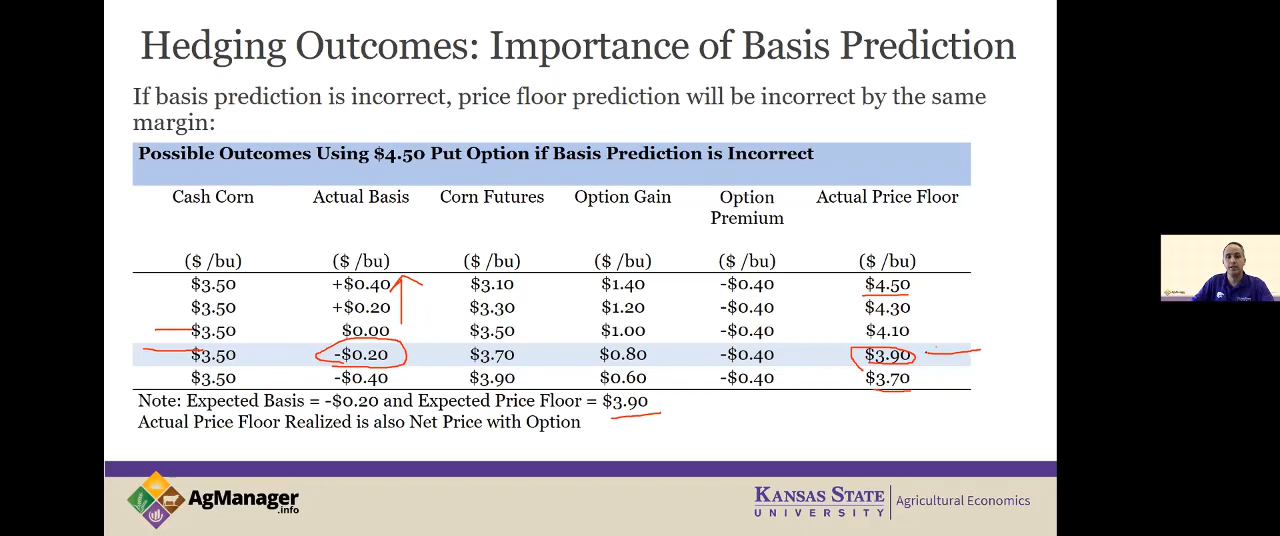 Hedging Outcomes: Importance of Basis Prediction
If basis prediction is incorrect, price floor prediction will be incorrect by the same
margin:
Possible Outcomes Using $4.50 Put Option if Basis Prediction is Incorrect
Cash Corn Actual Basis Corn Futures Option Gain Option Premium Actual Price Floor
($ /bu) ($ /bu) ($ /bu) ($ /bu) ($ /bu) ($ /bu)
$3.50 +$0.40 $3.10 $1.40 -$0.40 $4.50
$3.50 +$0.20 $3.30 $1.20 -$0.40 $4.30
$3.50 $0.00 $3.50 $1.00 -$0.40 $4.10
$3.50 -$0.20 $3.70 $0.80 -$0.40 $3.90
$3.50 -$0.40 $3.90 $0.60 -$0.40 $3.70
Note: Expected Basis = -$0.20 and Expected Price Floor = $3.90
Actual Price Floor Realized is also Net Price with Option
AgManager
.info
KANSAS STATE
UNIVERSITY
Agricultural Economics